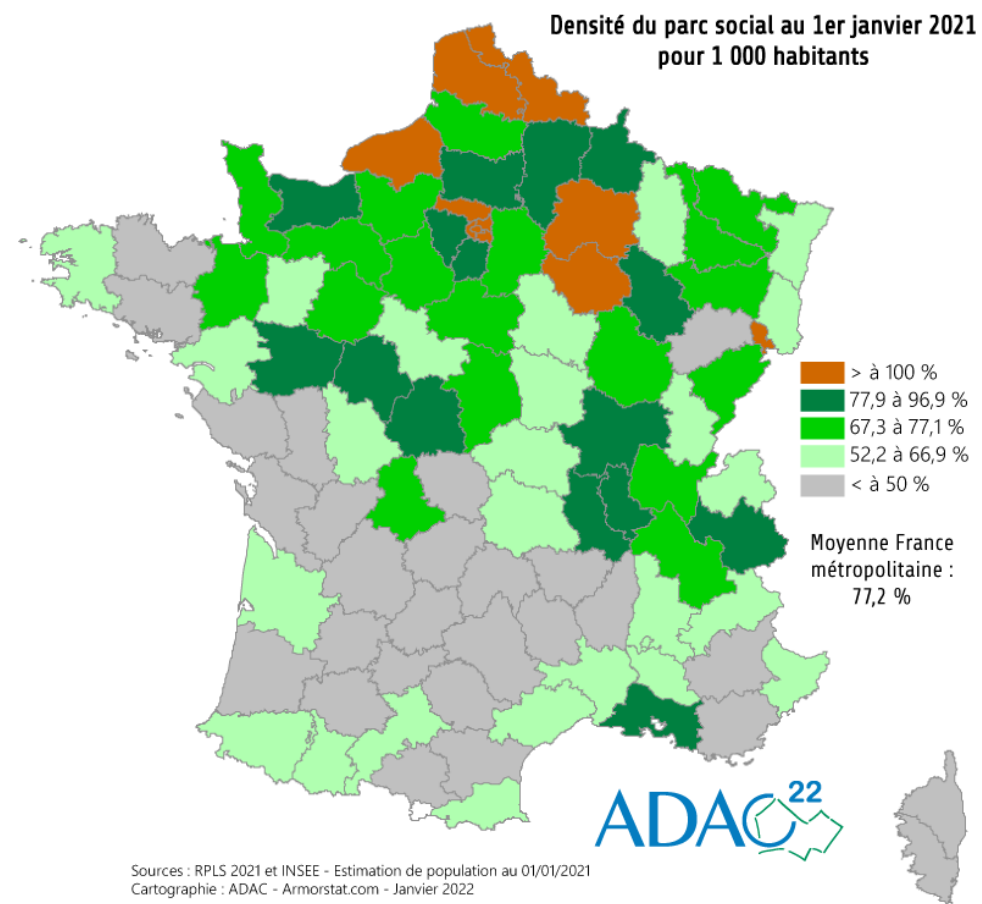 Densité du parc social au 1er janvier 2021
pour 1 000 habitants
> à 100 %
77,9 à 96,9 %
67,3 à 77,1 %
52,2 à 66,9 %
< à 50 %
Moyenne France
métropolitaine :
77,2 %
ADAC 22
Sources : RPLS 2021 et INSEE - Estimation de population au 01/01/2021
Cartographie : ADAC - Armorstat.com - Janvier 2022